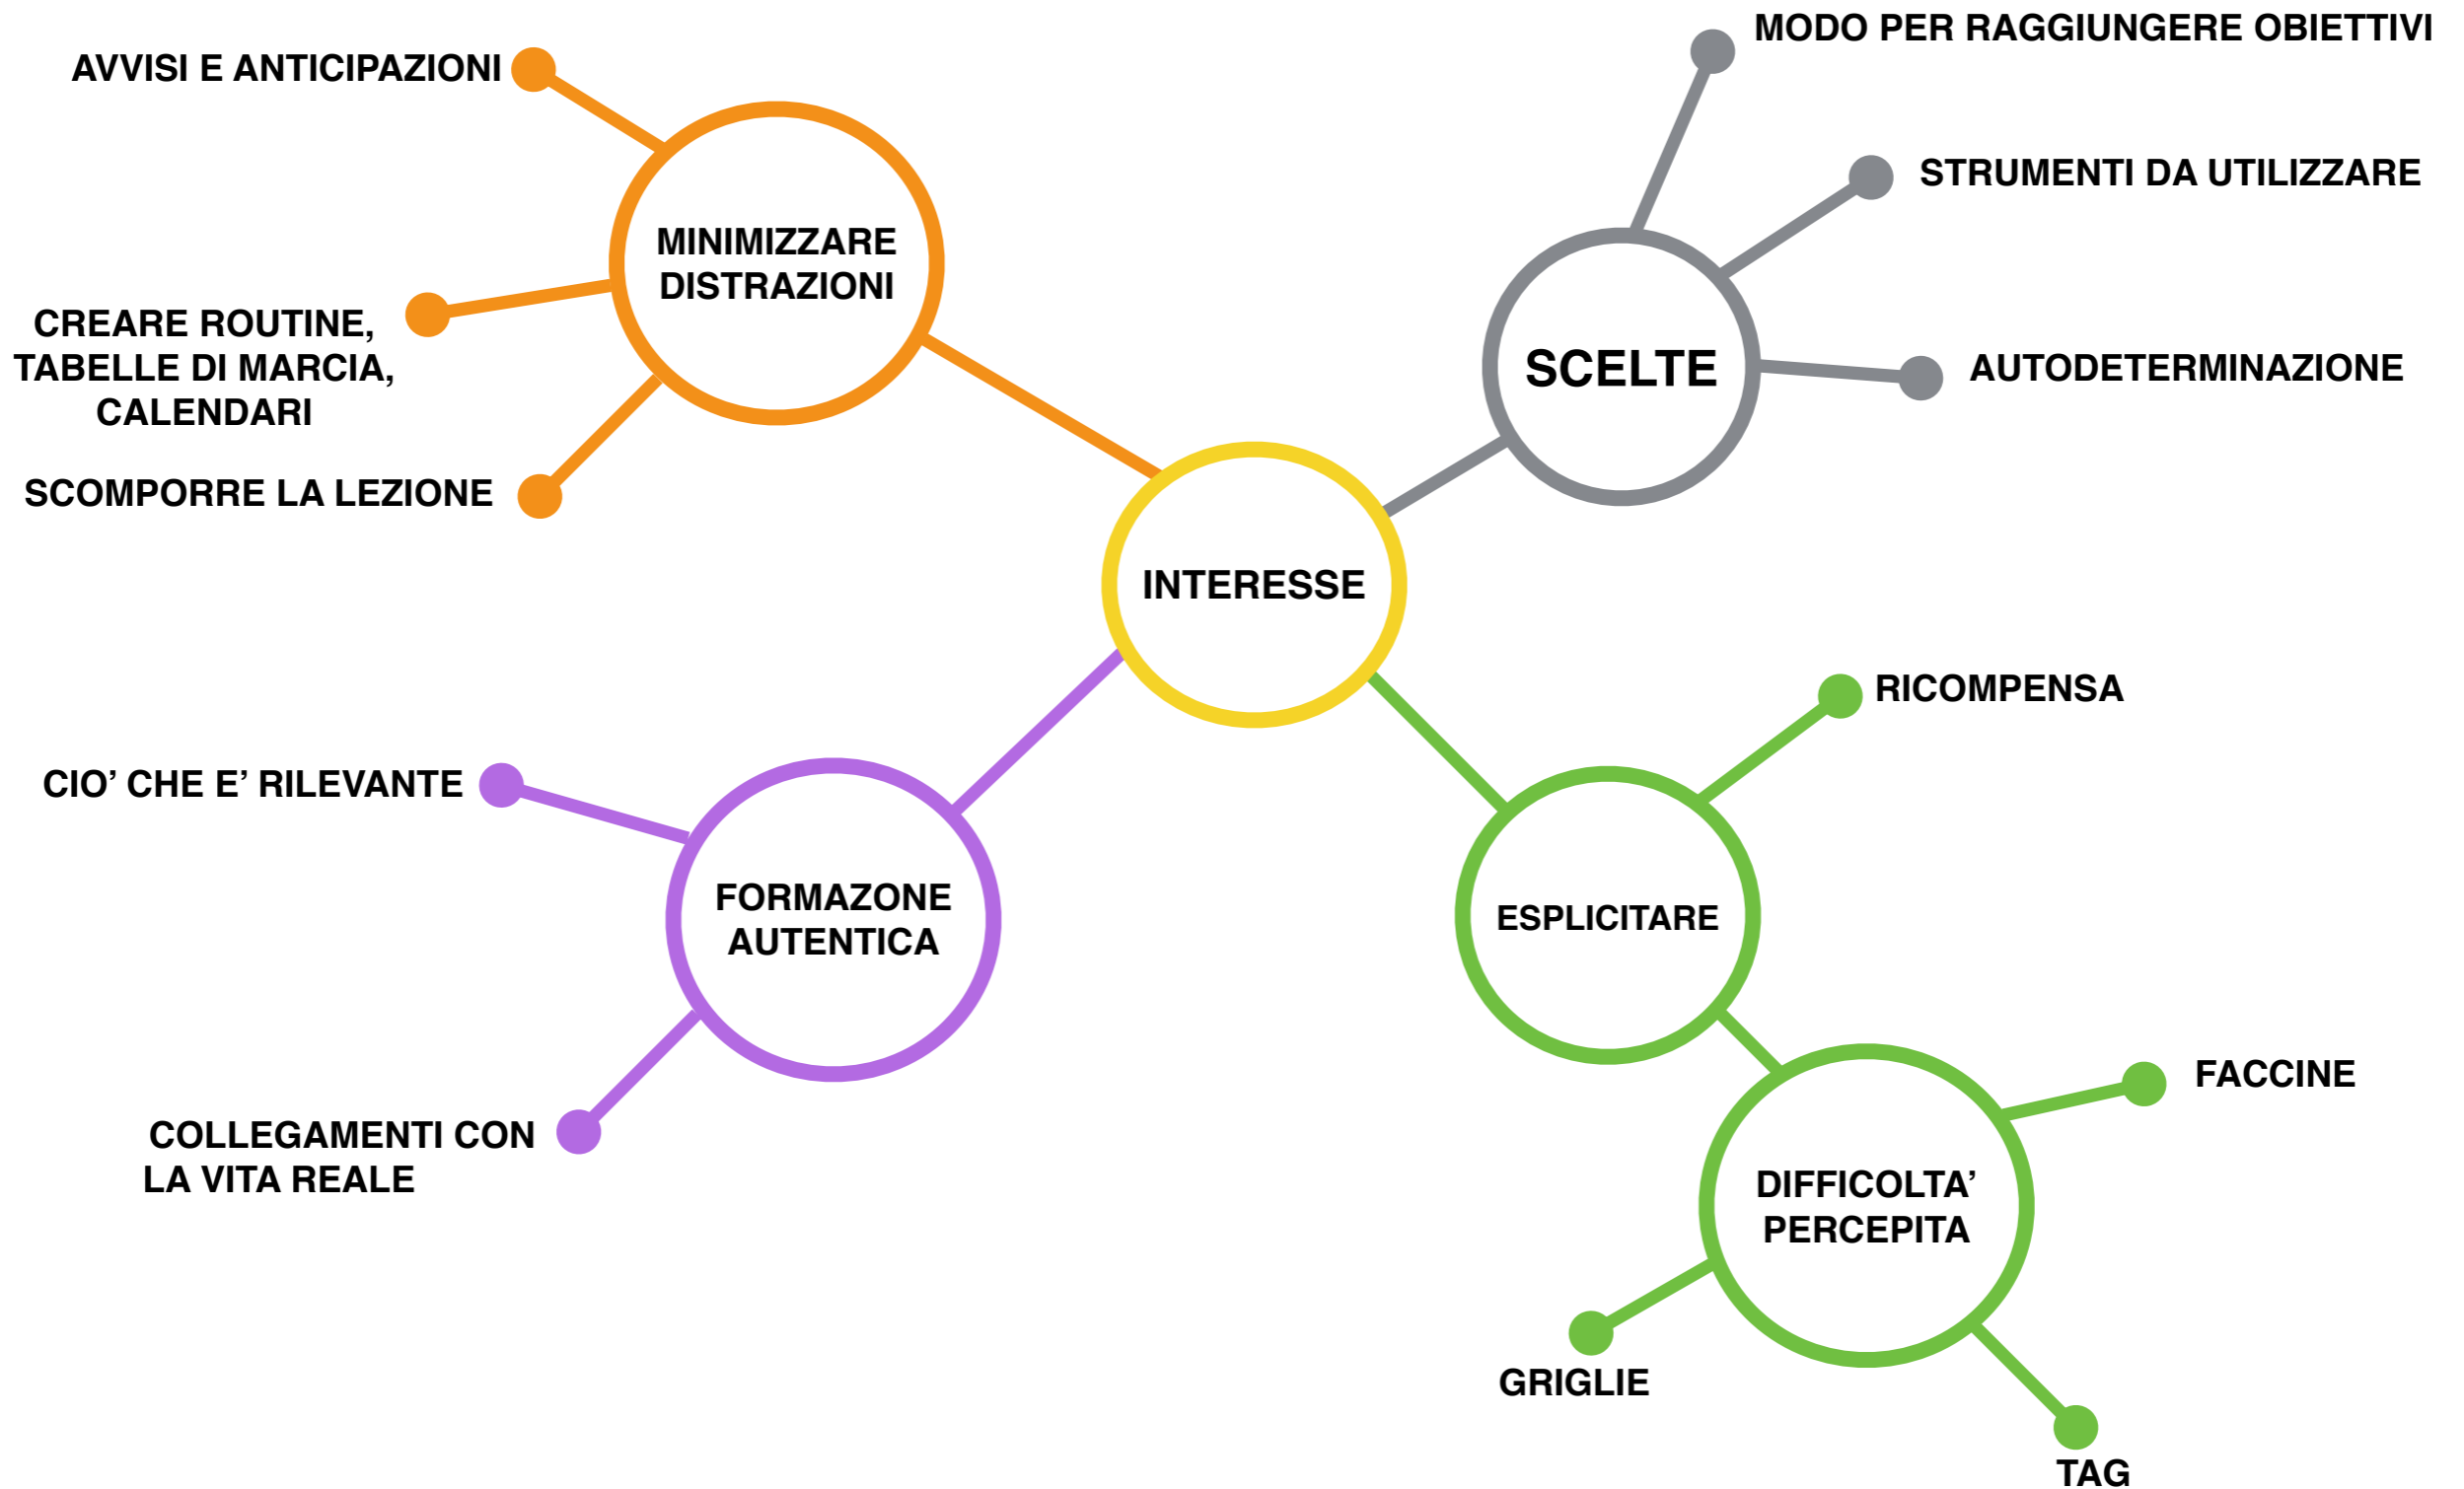 MODO PER RAGGIUNGERE OBIETTIVI
AVVISI E ANTICIPAZIONI
STRUMENTI DA UTILIZZARE
MINIMIZZARE
DISTRAZIONI
CREARE ROUTINE,
TABELLE DI MARCIA,
CALENDARI
SCELTE
AUTODETERMINAZIONE
SCOMPORRE LA LEZIONE
INTERESSE
RICOMPENSA
CIO’ CHE E’ RILEVANTE
FORMAZONE
AUTENTICA
ESPLICITARE
FACCINE
COLLEGAMENTI CON
LA VITA REALE
DIFFICOLTA’
PERCEPITA
GRIGLIE
TAG